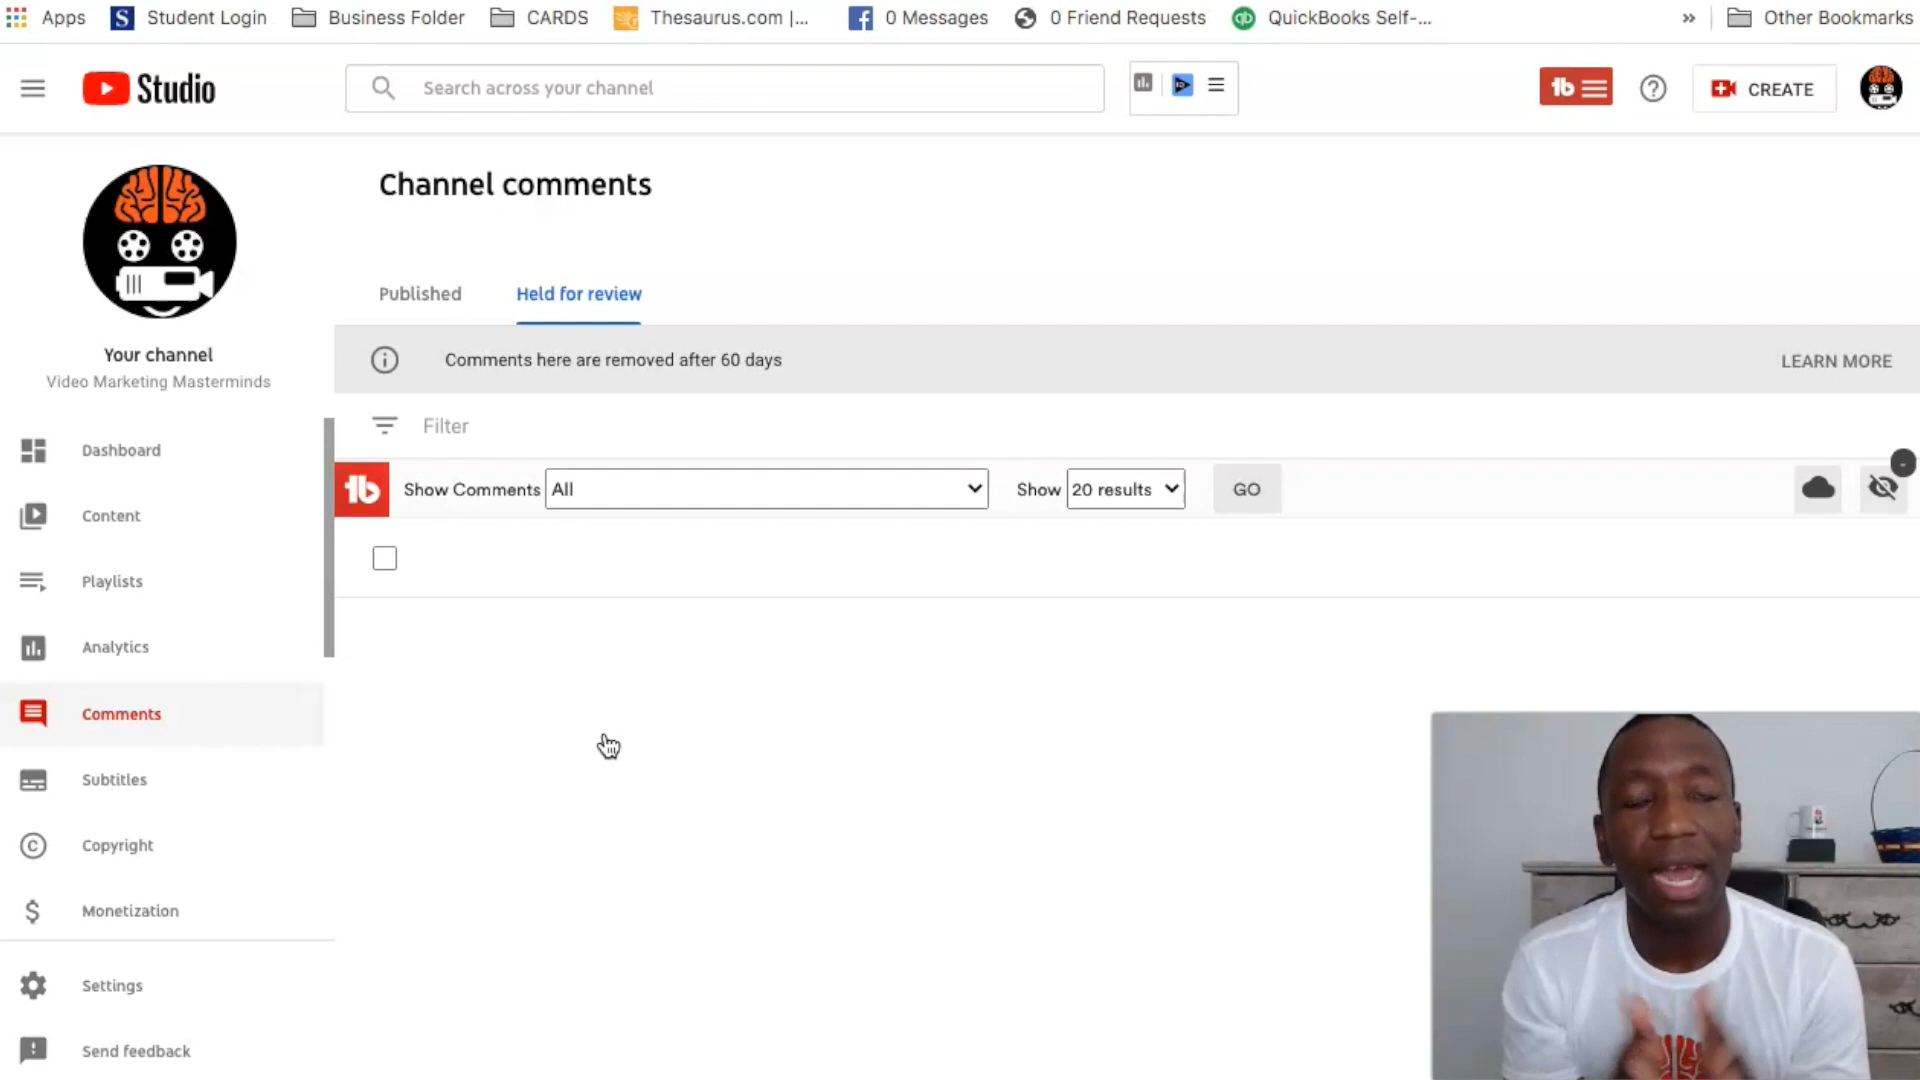 Apps
Student Login
Business Folder
CARDS
Thesaurus.com |...
0 Messages
0 Friend Requests
QuickBooks Self-...
»
Other Bookmarks
Studio
Search across your channel
CREATE
Your channel
Video Marketing Masterminds
Channel comments
Published
Held for review
Comments here are removed after 60 days
LEARN MORE
Filter
Show Comments
All
Show
20 results
GO
Dashboard
Content
Playlists
Analytics
Comments
Subtitles
Copyright
Monetization
Settings
Send feedback